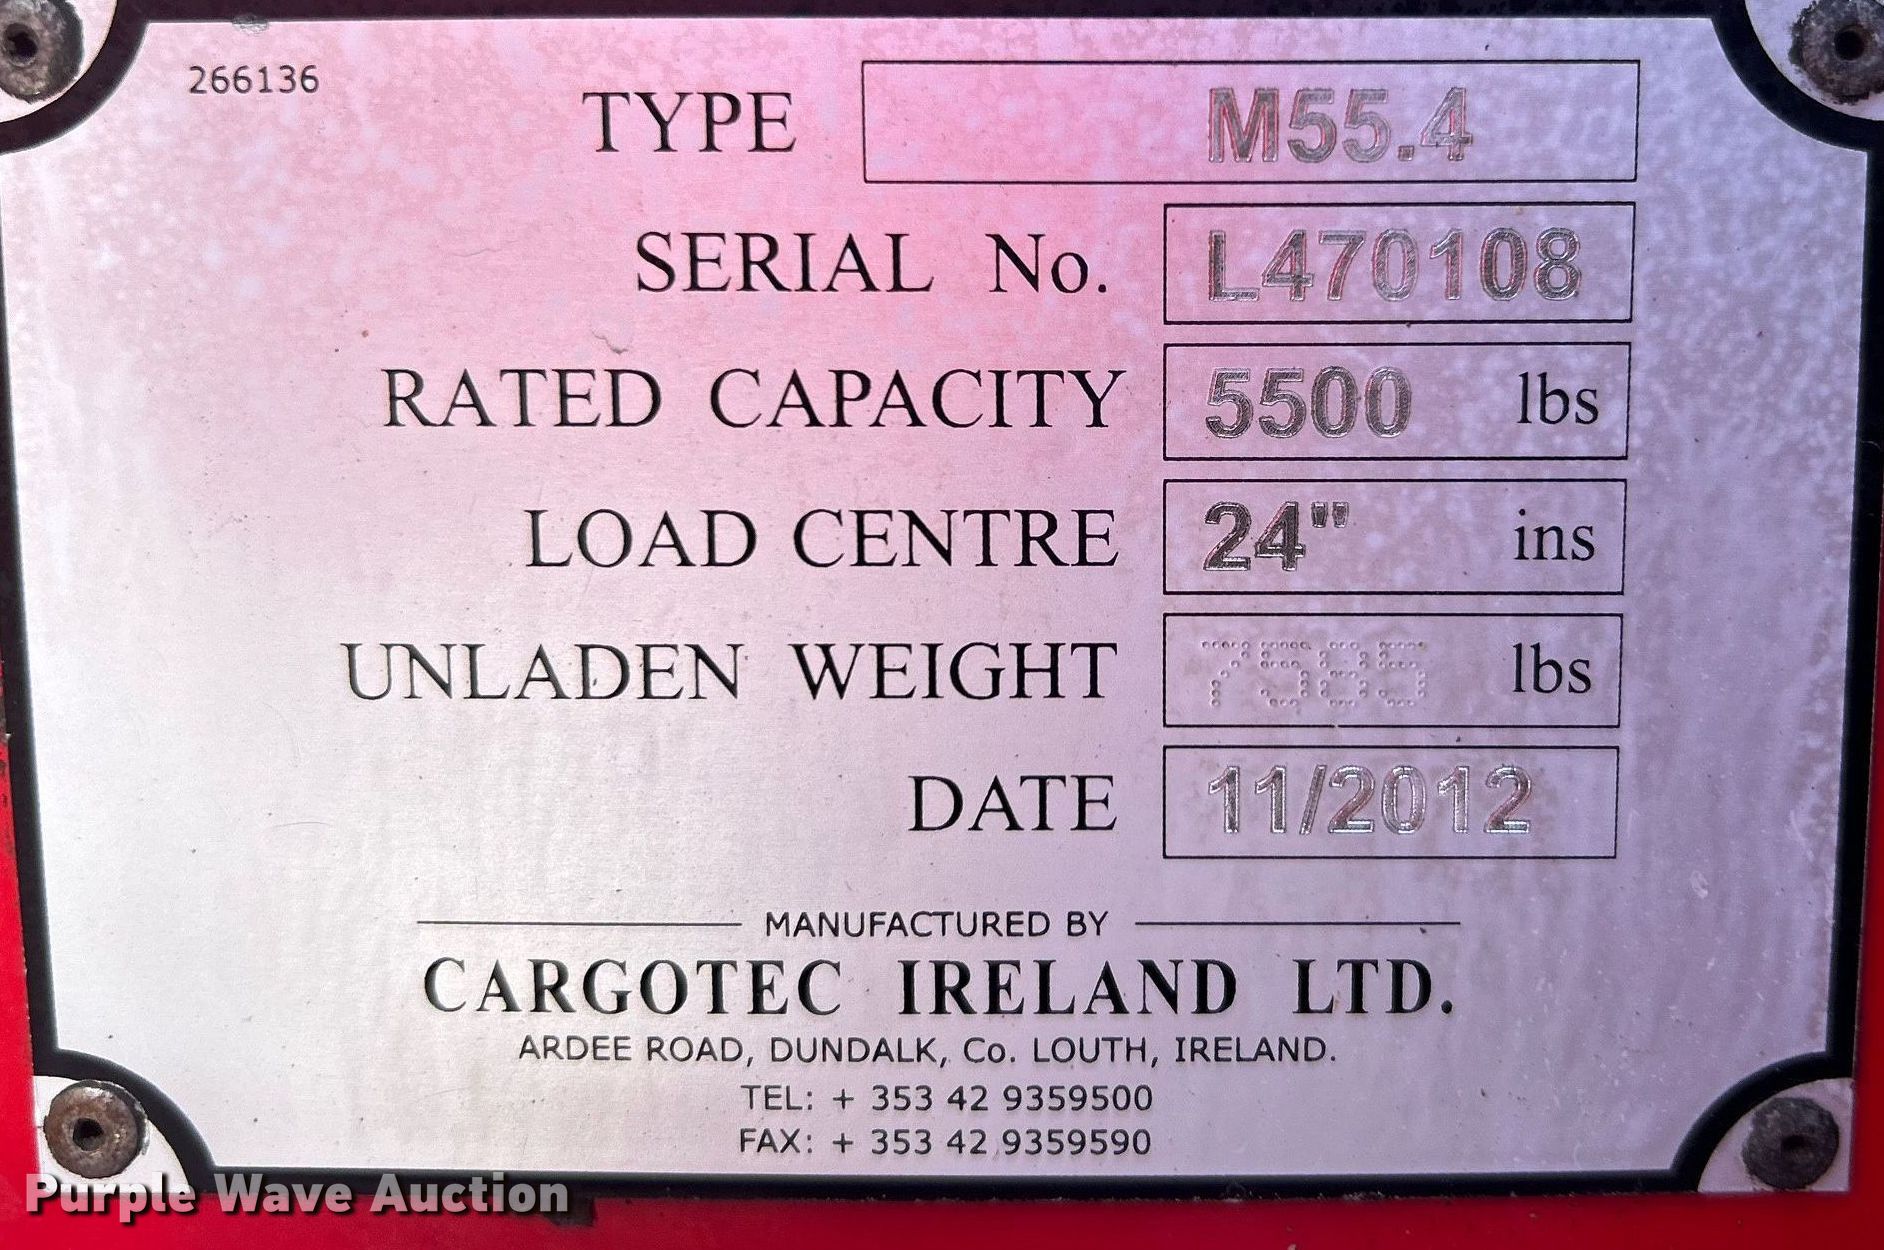 266136
TYPE M55.4
SERIAL No. L470108
RATED CAPACITY 5500 lbs
LOAD CENTRE 24" ins
UNLADEN WEIGHT lbs
DATE 11/2012
MANUFACTURED BY
CARGOTEC IRELAND LTD.
ARDEE ROAD, DUNDALK, Co. LOUTH, IRELAND.
TEL: + 353 42 9359500
FAX: + 353 42 9359590
Purple Wave Auction